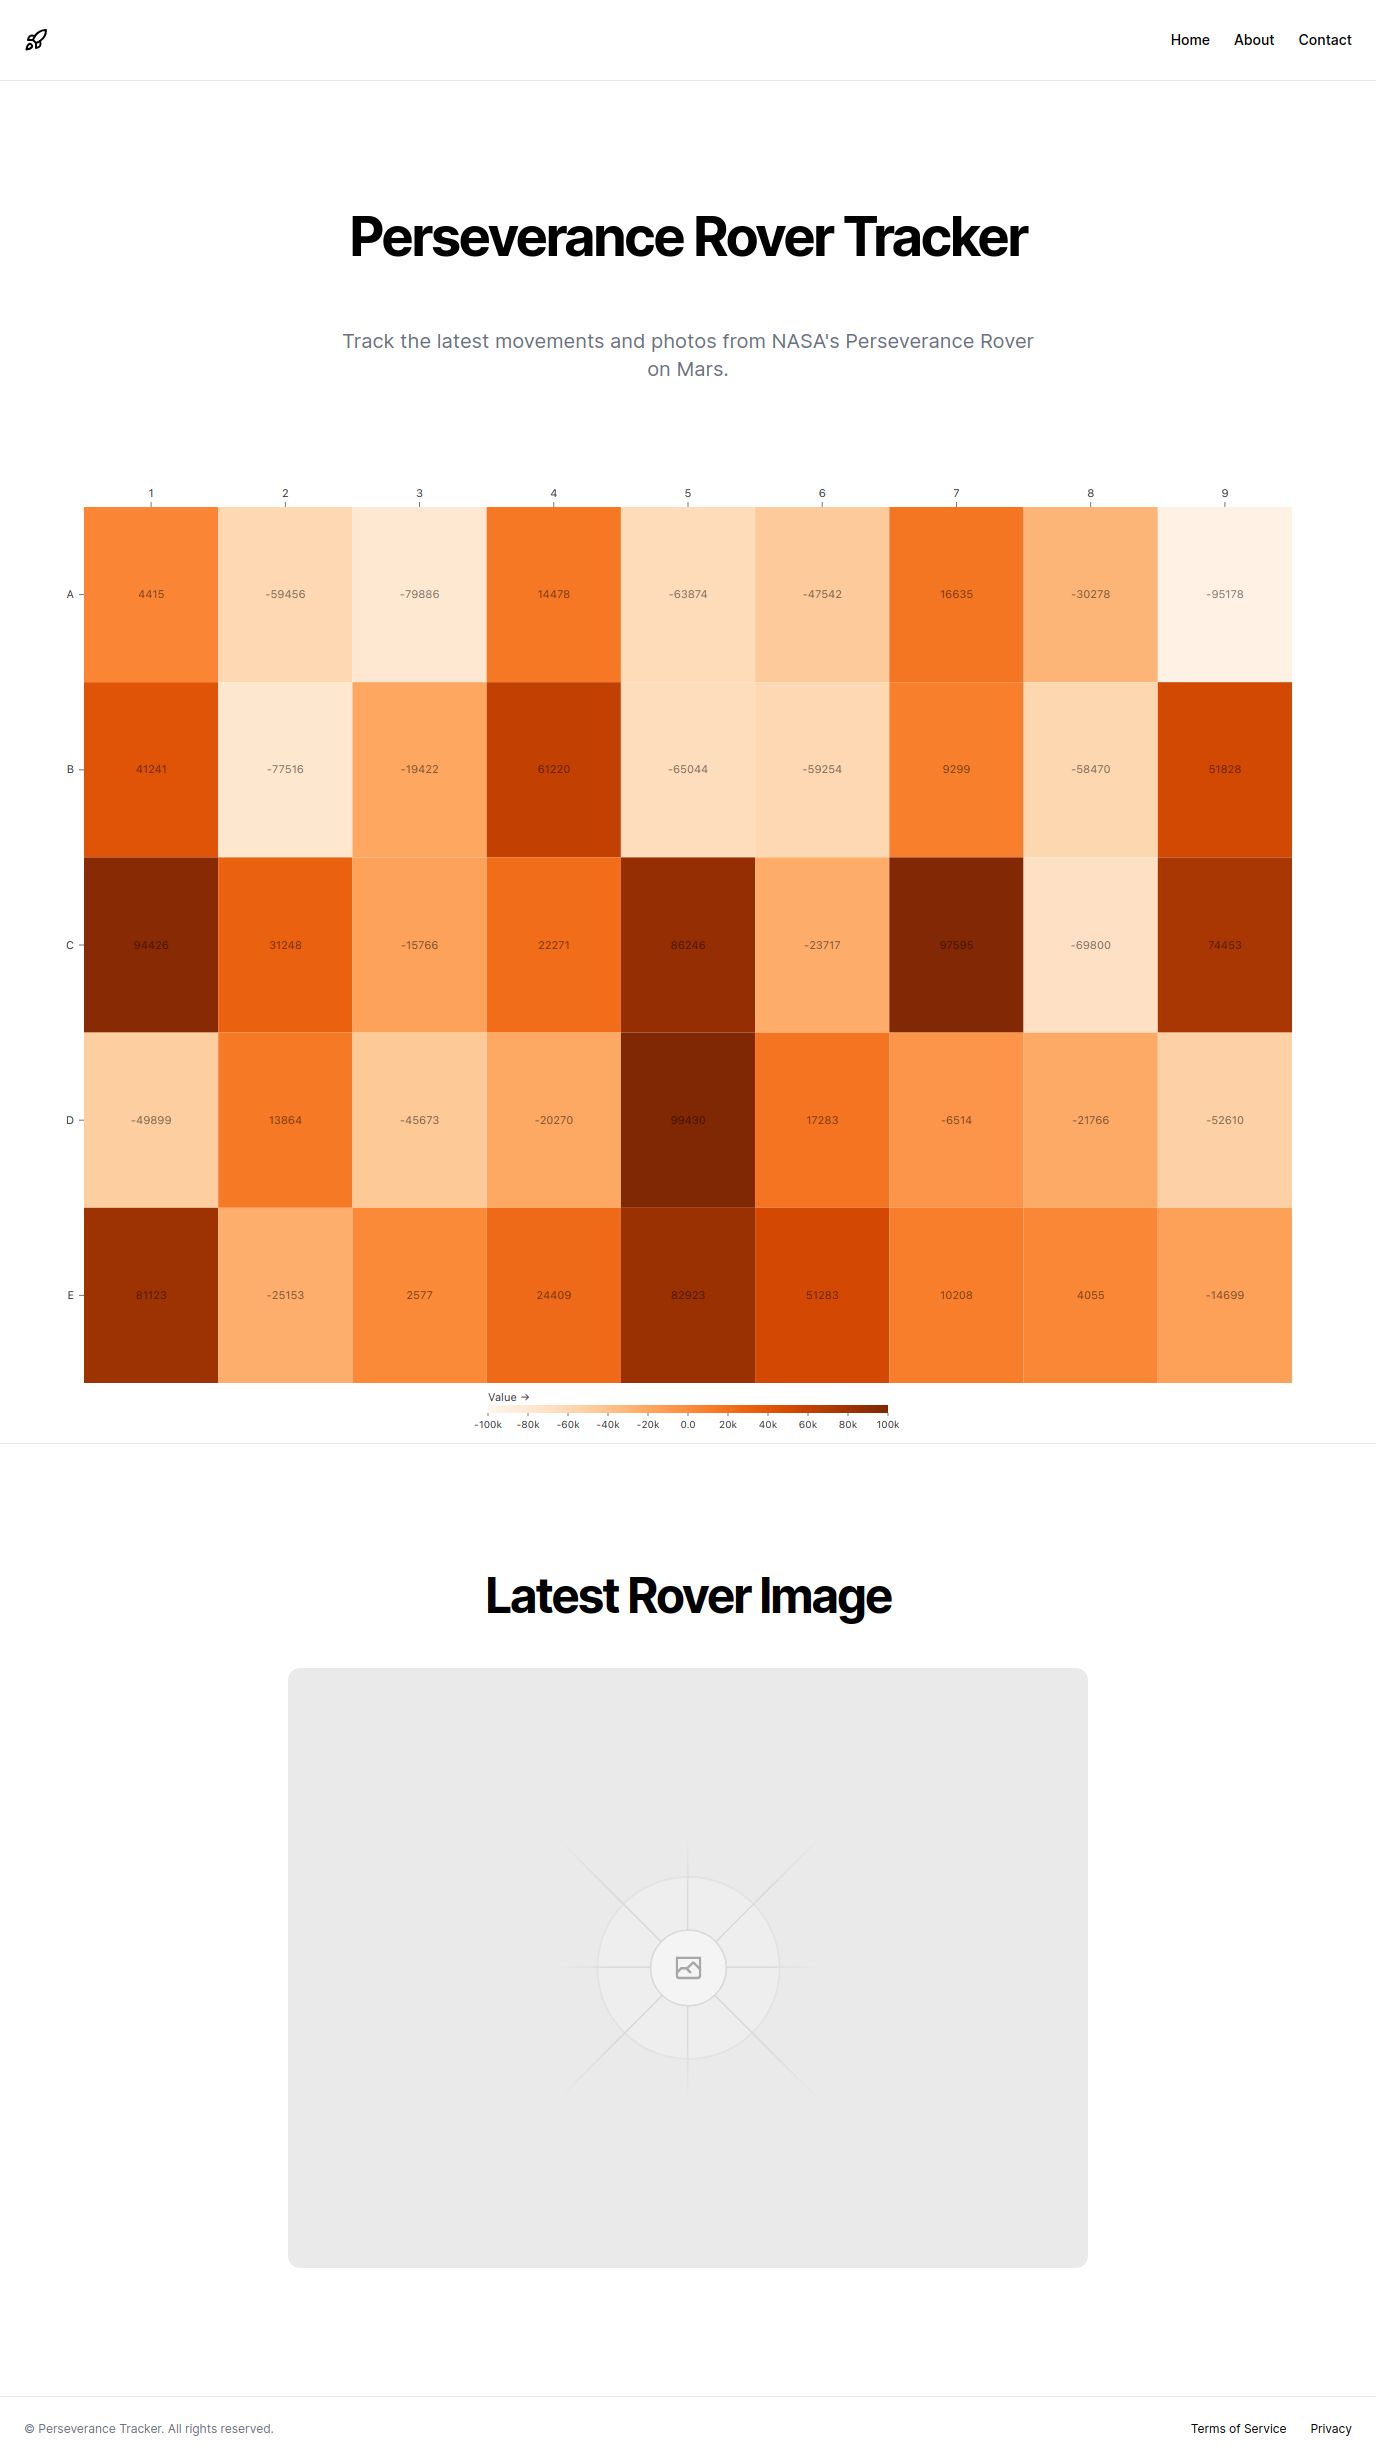 Home About Contact
Perseverance Rover Tracker
Track the latest movements and photos from NASA's Perseverance Rover
on Mars.
1 2 3 4 5 6 7 8 9
A 4415 -59456 -79886 14478 -63874 -47542 16635 -30278 -95178
B 41241 -77516 -19422 61220 -65044 -59254 9299 -58470 51828
C 94426 31248 -15766 22271 86246 -23717 97595 -69800 74453
D -49899 13864 -45673 -20270 99430 17283 -6514 -21766 -52610
E 81123 -25153 2577 24409 82923 51283 10208 4055 -14699
Value →
-100k -80k -60k -40k -20k 0.0 20k 40k 60k 80k 100k
Latest Rover Image
© Perseverance Tracker. All rights reserved. Terms of Service Privacy